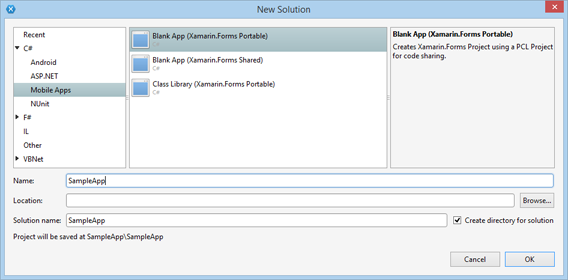 New Solution
Recent
C#
Android
ASP.NET
Mobile Apps
NUnit
F#
IL
Other
VBNet
Blank App (Xamarin.Forms Portable)
C#
Blank App (Xamarin.Forms Shared)
C#
Class Library (Xamarin.Forms Portable)
C#
Blank App (Xamarin.Forms Portable)
Creates Xamarin.Forms Project using a PCL Project
for code sharing.
Name: SampleApp
Location: Browse...
Solution name: SampleApp Create directory for solution
Project will be saved at SampleApp\SampleApp
Cancel OK